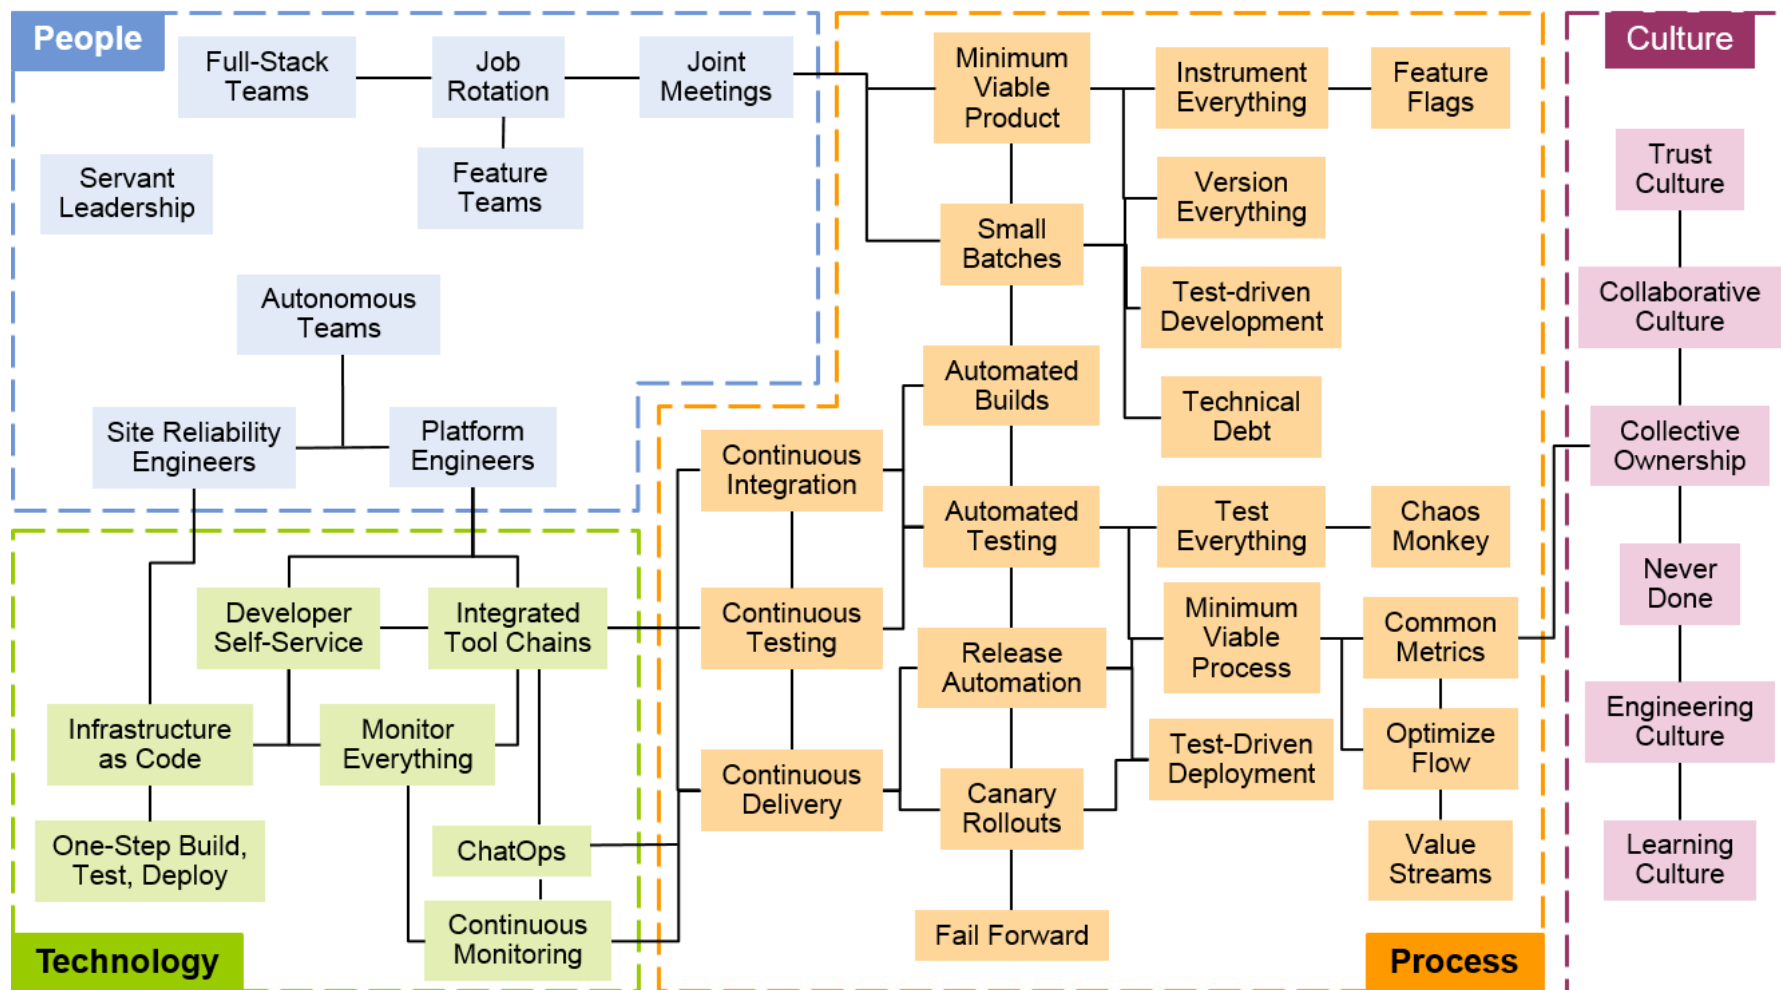 People
Full-Stack
Teams
Job
Rotation
Joint
Meetings
Servant
Leadership
Feature
Teams
Autonomous
Teams
Site Reliability
Engineers
Platform
Engineers
Developer
Self-Service
Integrated
Tool Chains
Infrastructure
as Code
Monitor
Everything
One-Step Build,
Test, Deploy
ChatOps
Continuous
Monitoring
Technology
Minimum
Viable
Product
Instrument
Everything
Feature
Flags
Version
Everything
Small
Batches
Test-driven
Development
Automated
Builds
Technical
Debt
Continuous
Integration
Automated
Testing
Test
Everything
Chaos
Monkey
Continuous
Testing
Release
Automation
Minimum
Viable
Process
Common
Metrics
Continuous
Delivery
Canary
Rollouts
Test-Driven
Deployment
Optimize
Flow
Value
Streams
Fail Forward
Process
Culture
Trust
Culture
Collaborative
Culture
Collective
Ownership
Never
Done
Engineering
Culture
Learning
Culture